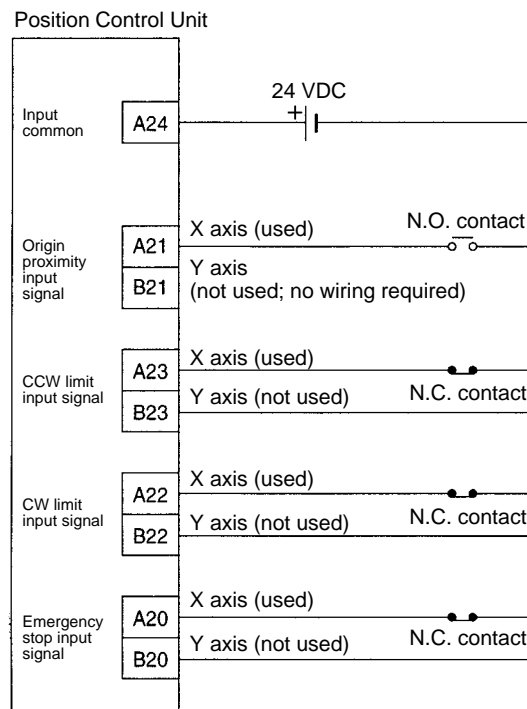 Position Control Unit
24 VDC
+
Input
common
A24
X axis (used)
N.O. contact
Origin
proximity
input
signal
A21
Y axis
(not used; no wiring required)
B21
CCW limit
input signal
A23
X axis (used)
N.C. contact
B23
Y axis (not used)
CW limit
input signal
A22
X axis (used)
N.C. contact
B22
Y axis (not used)
Emergency
stop input
signal
A20
X axis (used)
N.C. contact
B20
Y axis (not used)